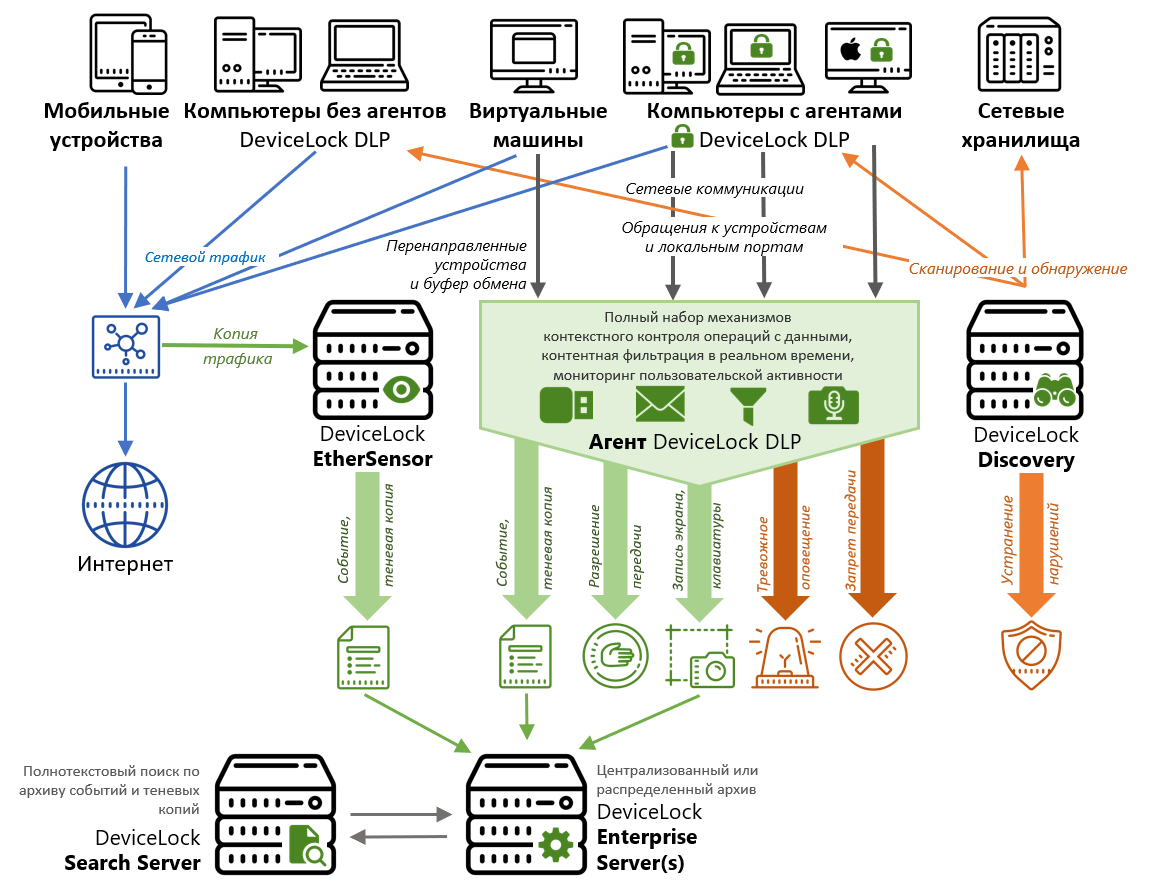 Мобильные
устройства
Компьютеры без агентов
DeviceLock DLP
Виртуальные
машины
Компьютеры с агентами
DeviceLock DLP
Сетевые
хранилища
Сетевые коммуникации
Обращения к устройствам
и локальным портам
Перенаправленные
устройства
и буфер обмена
Сетевой трафик
Сканирование и обнаружение
Копия
трафика
Полный набор механизмов
контекстного контроля операций с данными,
контентная фильтрация в реальном времени,
мониторинг пользовательской активности
Агент DeviceLock DLP
DeviceLock
EtherSensor
DeviceLock
Discovery
Интернет
Событие,
теневая копия
Событие,
теневая копия
Разрешение
передачи
Запись экрана,
клавиатуры
Тревожное
оповещение
Запрет передачи
Устранение
нарушений
Полнотекстовый поиск по
архиву событий и теневых
копий
DeviceLock
Search Server
Централизованный или
распределенный архив
DeviceLock
Enterprise
Server(s)